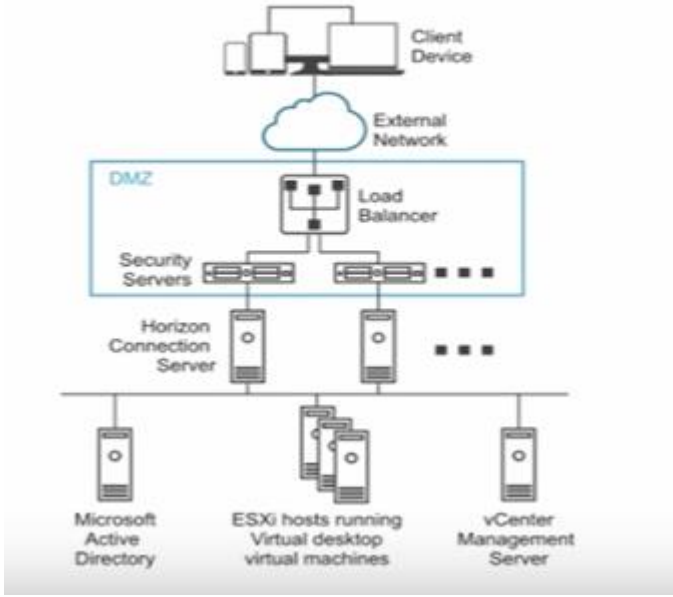 Client
Device
External
Network
DMZ
Load
Balancer
Security
Servers
Horizon
Connection
Server
Microsoft
Active
Directory
ESXi hosts running
Virtual desktop
virtual machines
vCenter
Management
Server